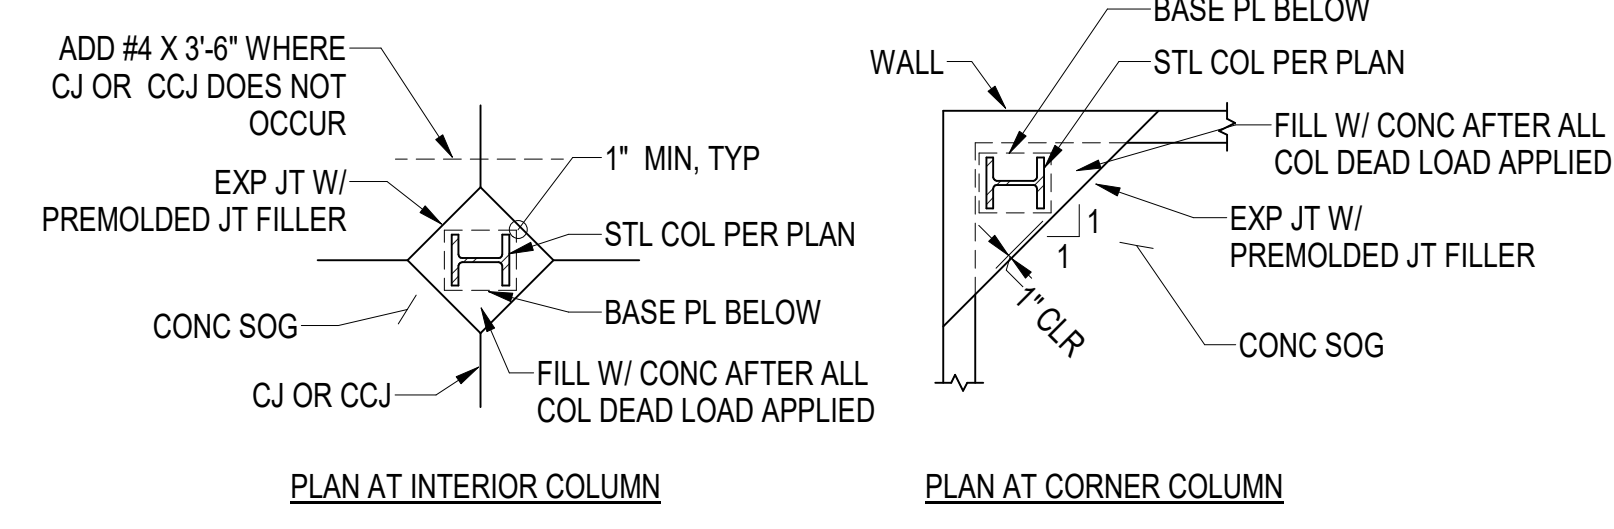 ADD #4 X 3'-6" WHERE
CJ OR CCJ DOES NOT
OCCUR
EXP JT W/
PREMOLDED JT FILLER
1" MIN, TYP
STL COL PER PLAN
BASE PL BELOW
CONC SOG
CJ OR CCJ
FILL W/ CONC AFTER ALL
COL DEAD LOAD APPLIED
PLAN AT INTERIOR COLUMN
BASE PL BELOW
WALL
STL COL PER PLAN
FILL W/ CONC AFTER ALL
COL DEAD LOAD APPLIED
1
1
EXP JT W/
PREMOLDED JT FILLER
1" CLR
CONC SOG
PLAN AT CORNER COLUMN